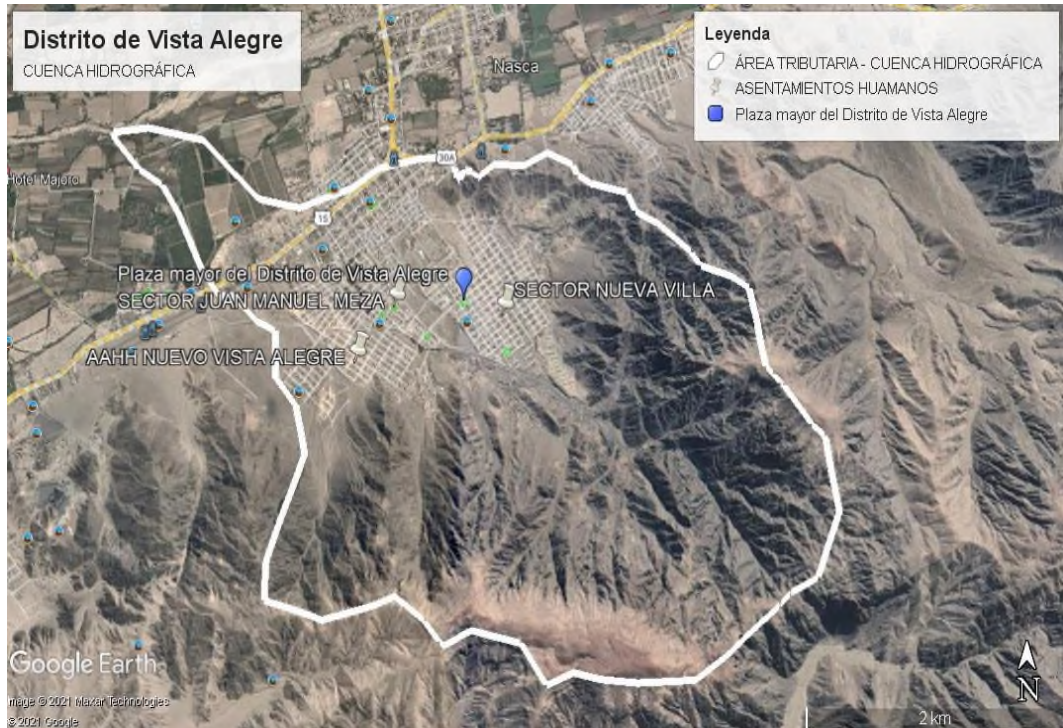 Distrito de Vista Alegre
CUENCA HIDROGRÁFICA
Leyenda
ÁREA TRIBUTARIA - CUENCA HIDROGRÁFICA
ASENTAMIENTOS HUAMANOS
Plaza mayor del Distrito de Vista Alegre
Nasca
30A
Hotel Majoro
1S
Plaza mayor del Distrito de Vista Alegre
SECTOR JUAN MANUEL MEZA
SECTOR NUEVA VILLA
AAHH NUEVO VISTA ALEGRE
Google Earth
Image © 2021 Maxar Technologies
© 2021 Google
N
2 km